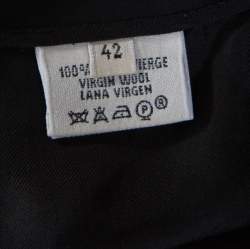 42
100% VIERGE
VIRGIN WOOL
LANA VIRGEN
P R